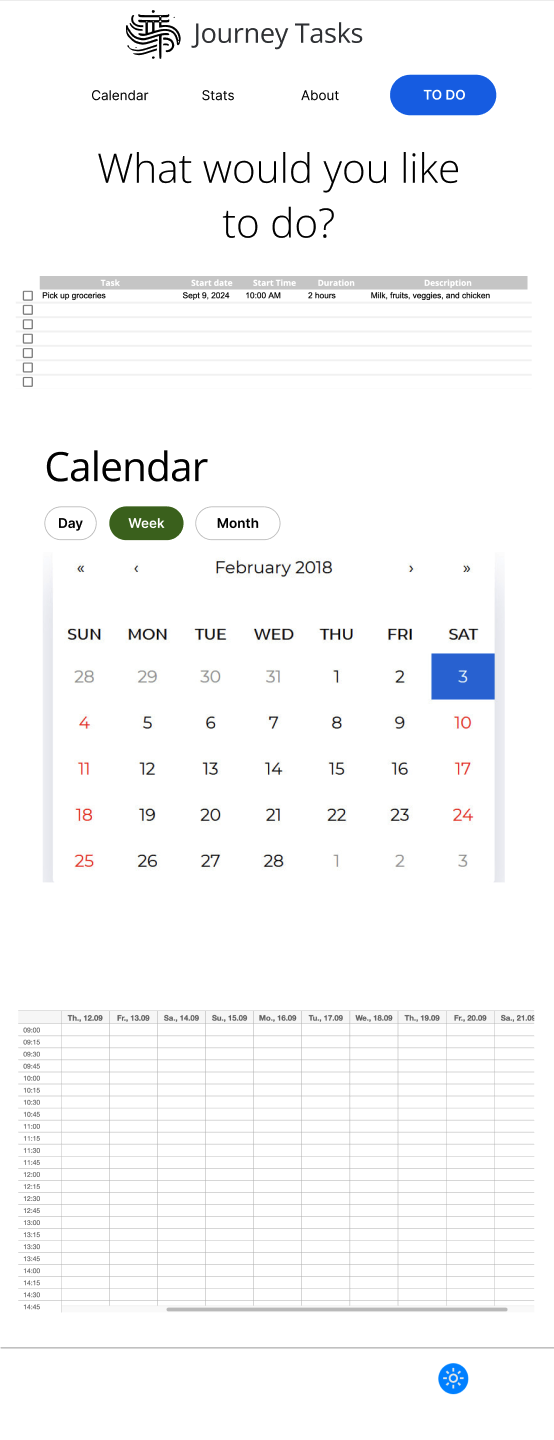 Journey Tasks
Calendar Stats About TO DO
What would you like
to do?
Task Start date Start Time Duration Description
Pick up groceries Sept 9, 2024 10:00 AM 2 hours Milk, fruits, veggies, and chicken
Calendar
Day Week Month
« ‹ February 2018 › »
SUN MON TUE WED THU FRI SAT
28 29 30 31 1 2 3
4 5 6 7 8 9 10
11 12 13 14 15 16 17
18 19 20 21 22 23 24
25 26 27 28 1 2 3
Th., 12.09 Fr., 13.09 Sa., 14.09 Su., 15.09 Mo., 16.09 Tu., 17.09 We., 18.09 Th., 19.09 Fr., 20.09 Sa., 21.09
09:00
09:15
09:30
09:45
10:00
10:15
10:30
10:45
11:00
11:15
11:30
11:45
12:00
12:15
12:30
12:45
13:00
13:15
13:30
13:45
14:00
14:15
14:30
14:45